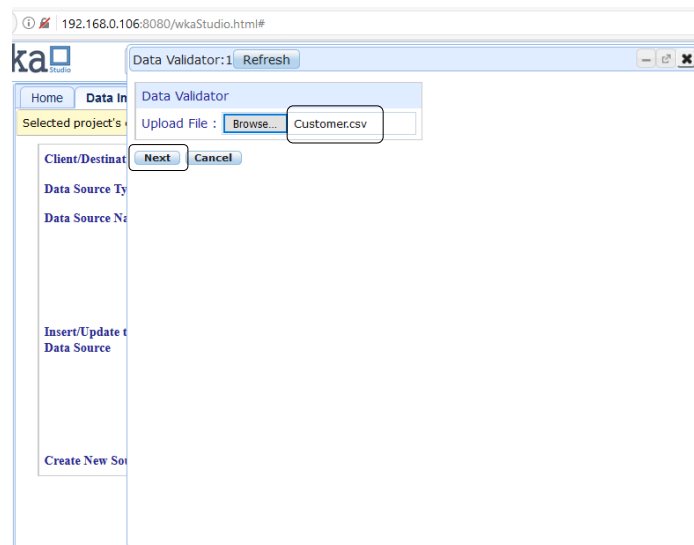 192.168.0.106:8080/wkaStudio.html#
ka
Studio
Data Validator:1 Refresh
Home Data In
Data Validator
Selected project's
Upload File : Browse... Customer.csv
Client/Destinat
Next Cancel
Data Source Ty
Data Source Na
Insert/Update t
Data Source
Create New Sou